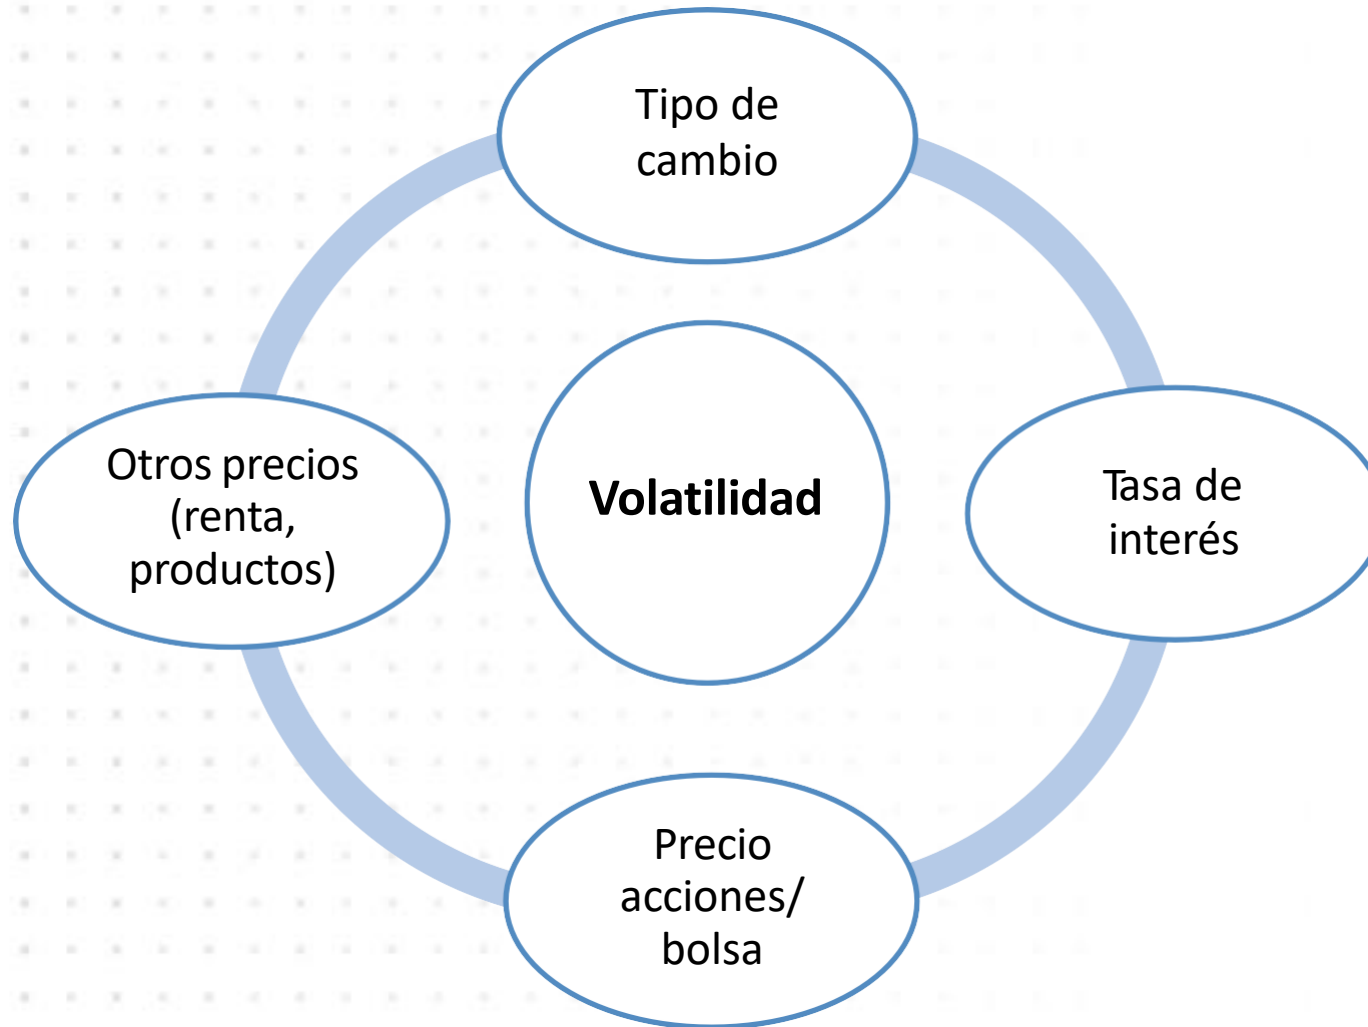 Tipo de
cambio
Otros precios
(renta,
productos)
Volatilidad
Tasa de
interés
Precio
acciones/
bolsa